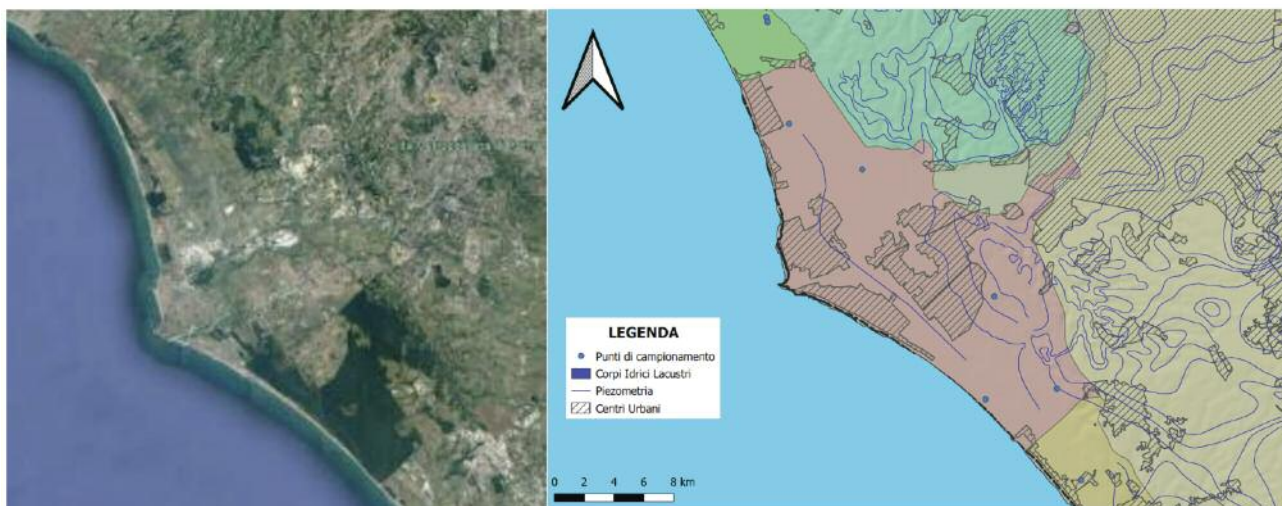 LEGENDA
Punti di campionamento
Corpi Idrici Lacustri
Piezometria
Centri Urbani
0 2 4 6 8 km